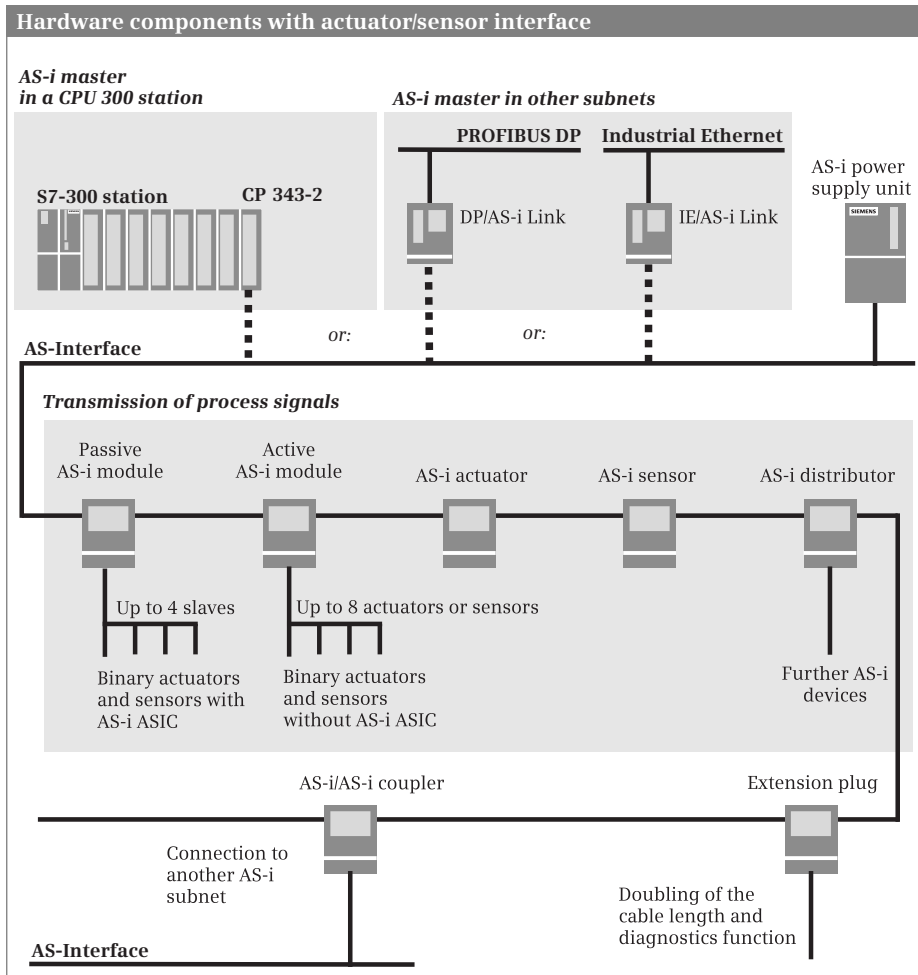 Hardware components with actuator/sensor interface
AS-i master
in a CPU 300 station
AS-i master in other subnets
PROFIBUS DP
Industrial Ethernet
AS-i power
supply unit
S7-300 station
CP 343-2
DP/AS-i Link
IE/AS-i Link
SIEMENS
SIEMENS
or:
or:
AS-Interface
Transmission of process signals
Passive
AS-i module
Active
AS-i module
AS-i actuator
AS-i sensor
AS-i distributor
Up to 4 slaves
Up to 8 actuators or sensors
Binary actuators
and sensors with
AS-i ASIC
Binary actuators
and sensors
without AS-i ASIC
Further AS-i
devices
AS-i/AS-i coupler
Extension plug
Connection to
another AS-i
subnet
Doubling of the
cable length and
diagnostics function
AS-Interface